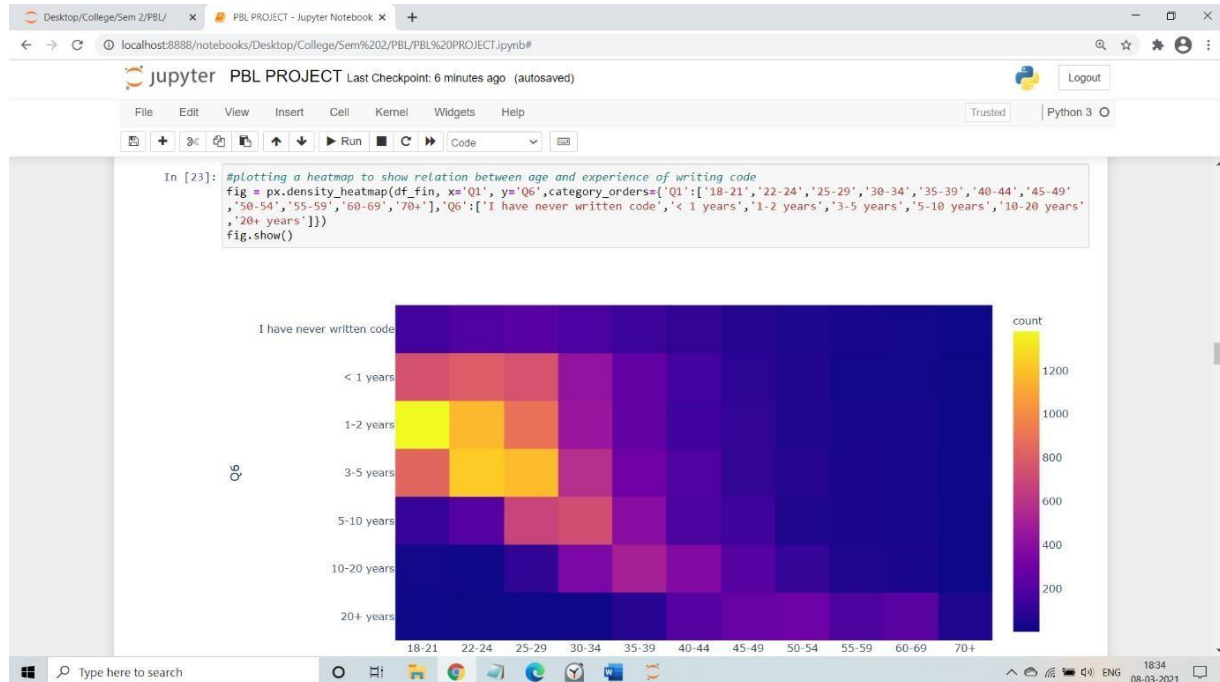 Desktop/College/Sem 2/PBL/
PBL PROJECT - Jupyter Notebook
localhost:8888/notebooks/Desktop/College/Sem%202/PBL/PBL%20PROJECT.ipynb#
jupyter PBL PROJECT Last Checkpoint: 6 minutes ago (autosaved)
Logout
File Edit View Insert Cell Kernel Widgets Help
Trusted Python 3
Run Code
In [23]: #plotting a heatmap to show relation between age and experience of writing code
fig = px.density_heatmap(df_fin, x='Q1', y='Q6',category_orders={'Q1':['18-21','22-24','25-29','30-34','35-39','40-44','45-49'
,'50-54','55-59','60-69','70+'],'Q6':['I have never written code','< 1 years','1-2 years','3-5 years','5-10 years','10-20 years'
,'20+ years']})
fig.show()
I have never written code
< 1 years
1-2 years
3-5 years
5-10 years
10-20 years
20+ years
Q6
18-21 22-24 25-29 30-34 35-39 40-44 45-49 50-54 55-59 60-69 70+
count
1200
1000
800
600
400
200
Type here to search
ENG
18:34
08-03-2021